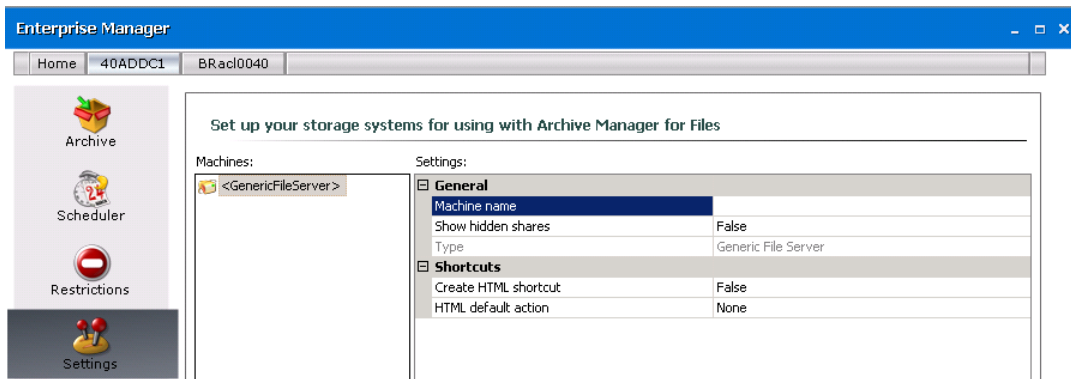 Enterprise Manager
Home 40ADDC1 BRacl0040
Archive
Scheduler
Restrictions
Settings
Set up your storage systems for using with Archive Manager for Files
Machines:
<GenericFileServer>
Settings:
General
Machine name
Show hidden shares False
Type Generic File Server
Shortcuts
Create HTML shortcut False
HTML default action None